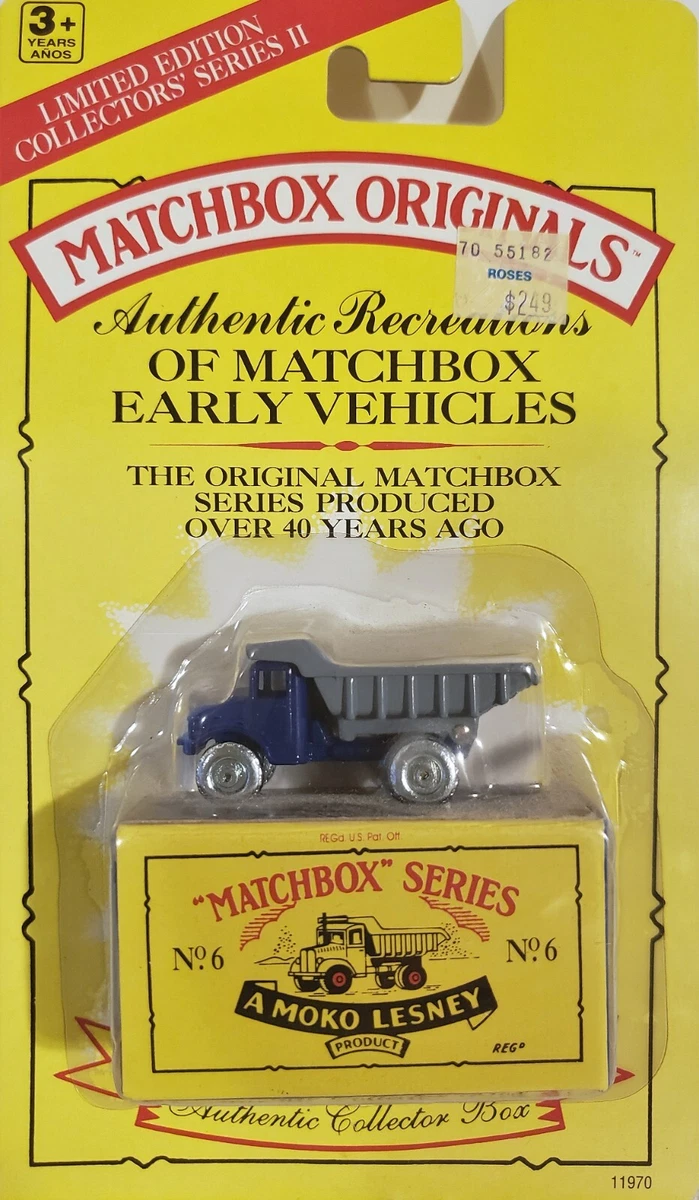 3+
YEARS
AÑOS
LIMITED EDITION
COLLECTORS' SERIES II
MATCHBOX ORIGINALS™
70 55182
ROSES
$249
Authentic Recreations
OF MATCHBOX
EARLY VEHICLES
THE ORIGINAL MATCHBOX
SERIES PRODUCED
OVER 40 YEARS AGO
REGd U.S. Pat. Off.
"MATCHBOX" SERIES
No. 6
No. 6
A MOKO LESNEY
PRODUCT
REGD
Authentic Collector Box
11970